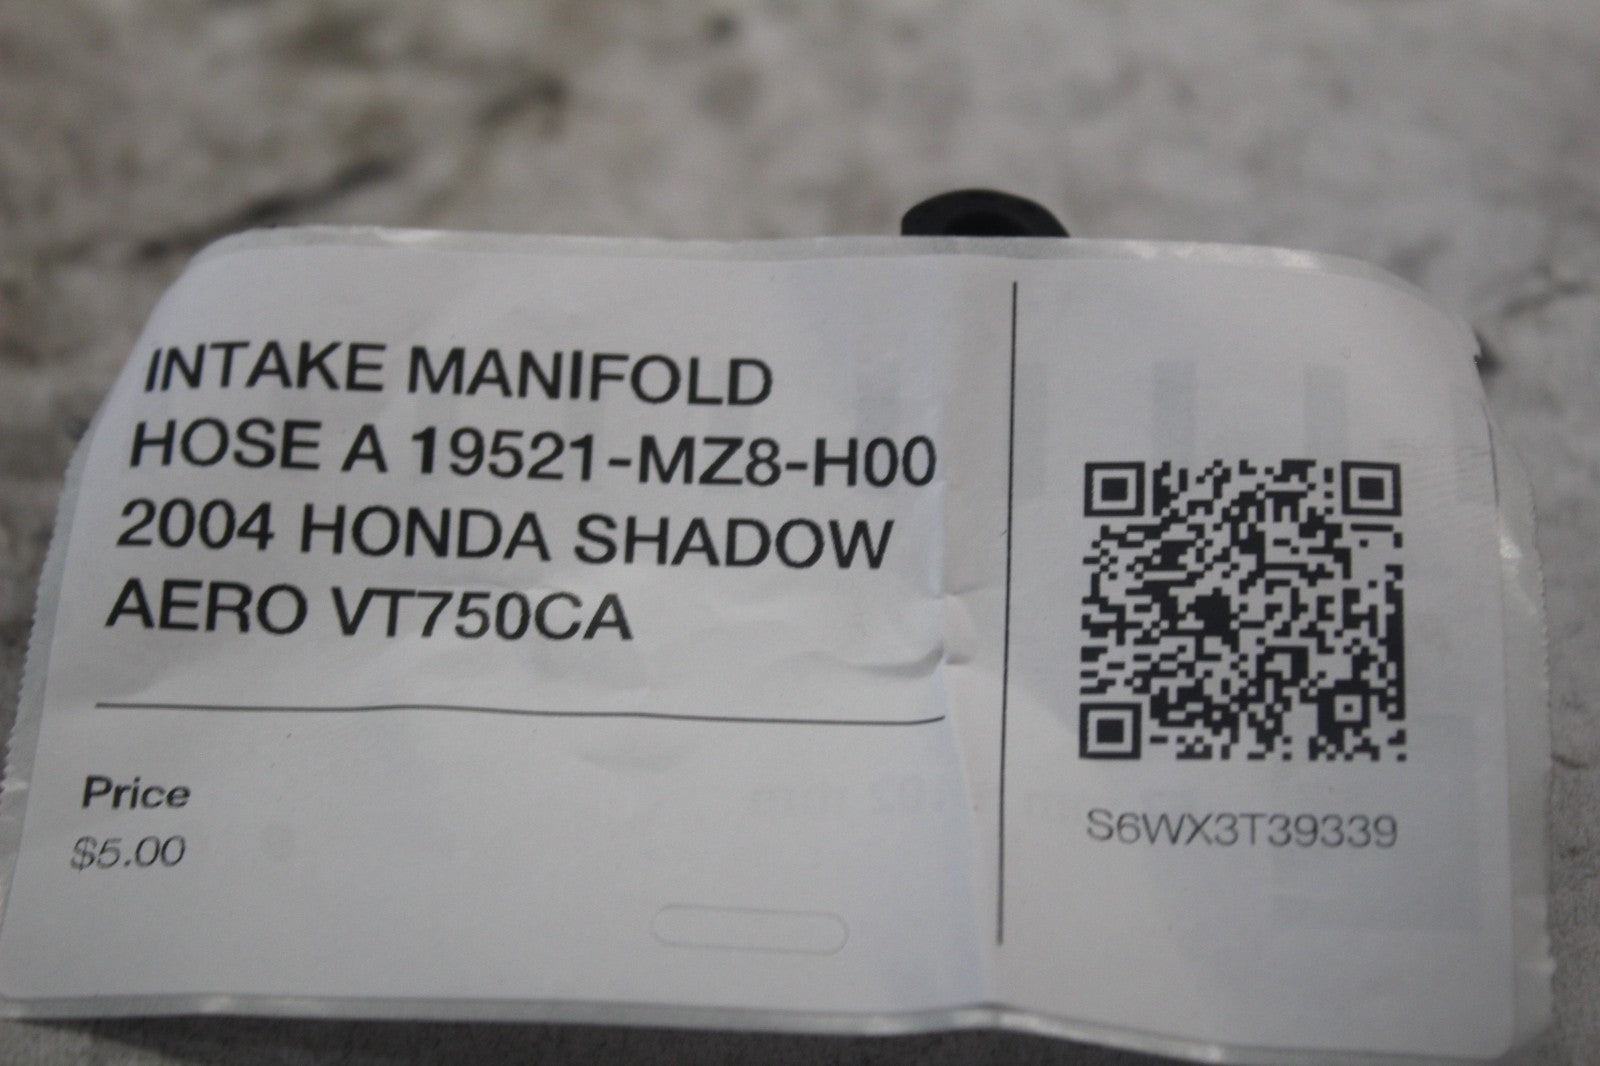 INTAKE MANIFOLD
HOSE A 19521-MZ8-H00
2004 HONDA SHADOW
AERO VT750CA
Price
$5.00
S6WX3T39339